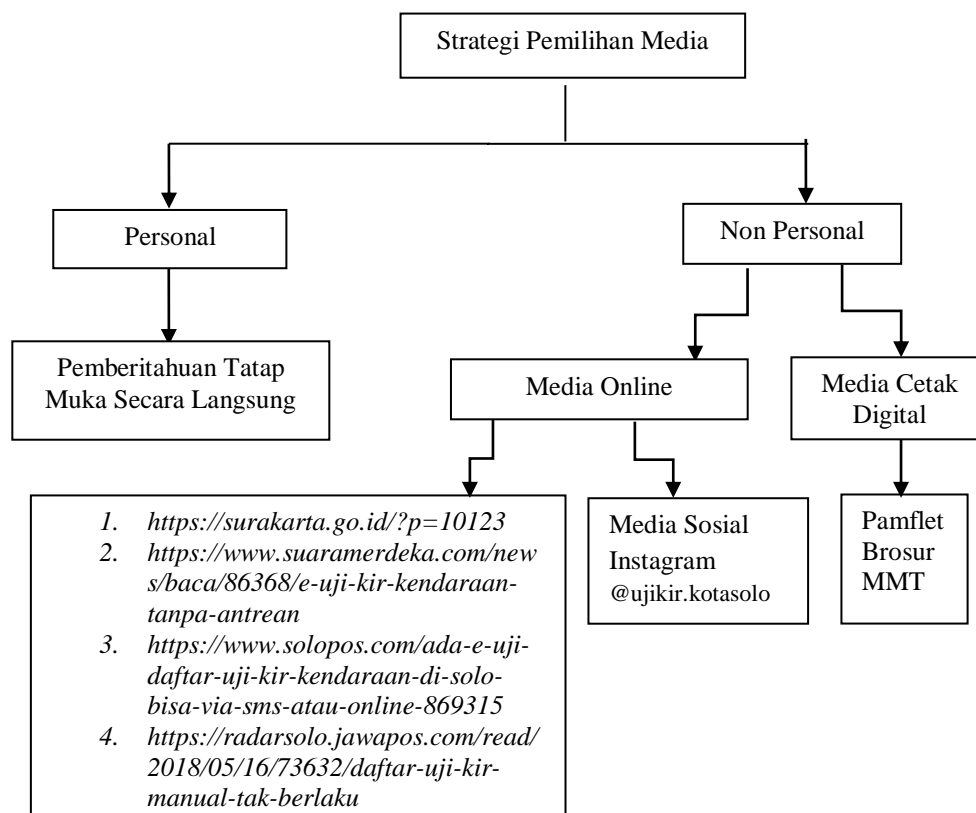 Strategi Pemilihan Media
Personal
Non Personal
Pemberitahuan Tatap
Muka Secara Langsung
Media Online
Media Cetak
Digital
1. https://surakarta.go.id/?p=10123
2. https://www.suaramerdeka.com/new
s/baca/86368/e-uji-kir-kendaraan-
tanpa-antrean
3. https://www.solopos.com/ada-e-uji-
daftar-uji-kir-kendaraan-di-solo-
bisa-via-sms-atau-online-869315
4. https://radarsolo.jawapos.com/read/
2018/05/16/73632/daftar-uji-kir-
manual-tak-berlaku
Media Sosial
Instagram
@ujikir.kotasolo
Pamflet
Brosur
MMT